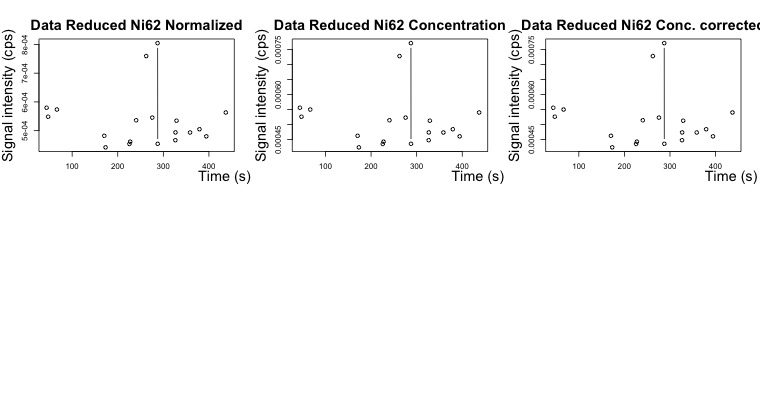 Data Reduced Ni62 Normalized
Signal intensity (cps)
5e-04 6e-04 7e-04 8e-04
100 200 300 400
Time (s)
Data Reduced Ni62 Concentration
Signal intensity (cps)
0.00045 0.00060 0.00075
100 200 300 400
Time (s)
Data Reduced Ni62 Conc. corrected
Signal intensity (cps)
0.00045 0.00060 0.00075
100 200 300 400
Time (s)